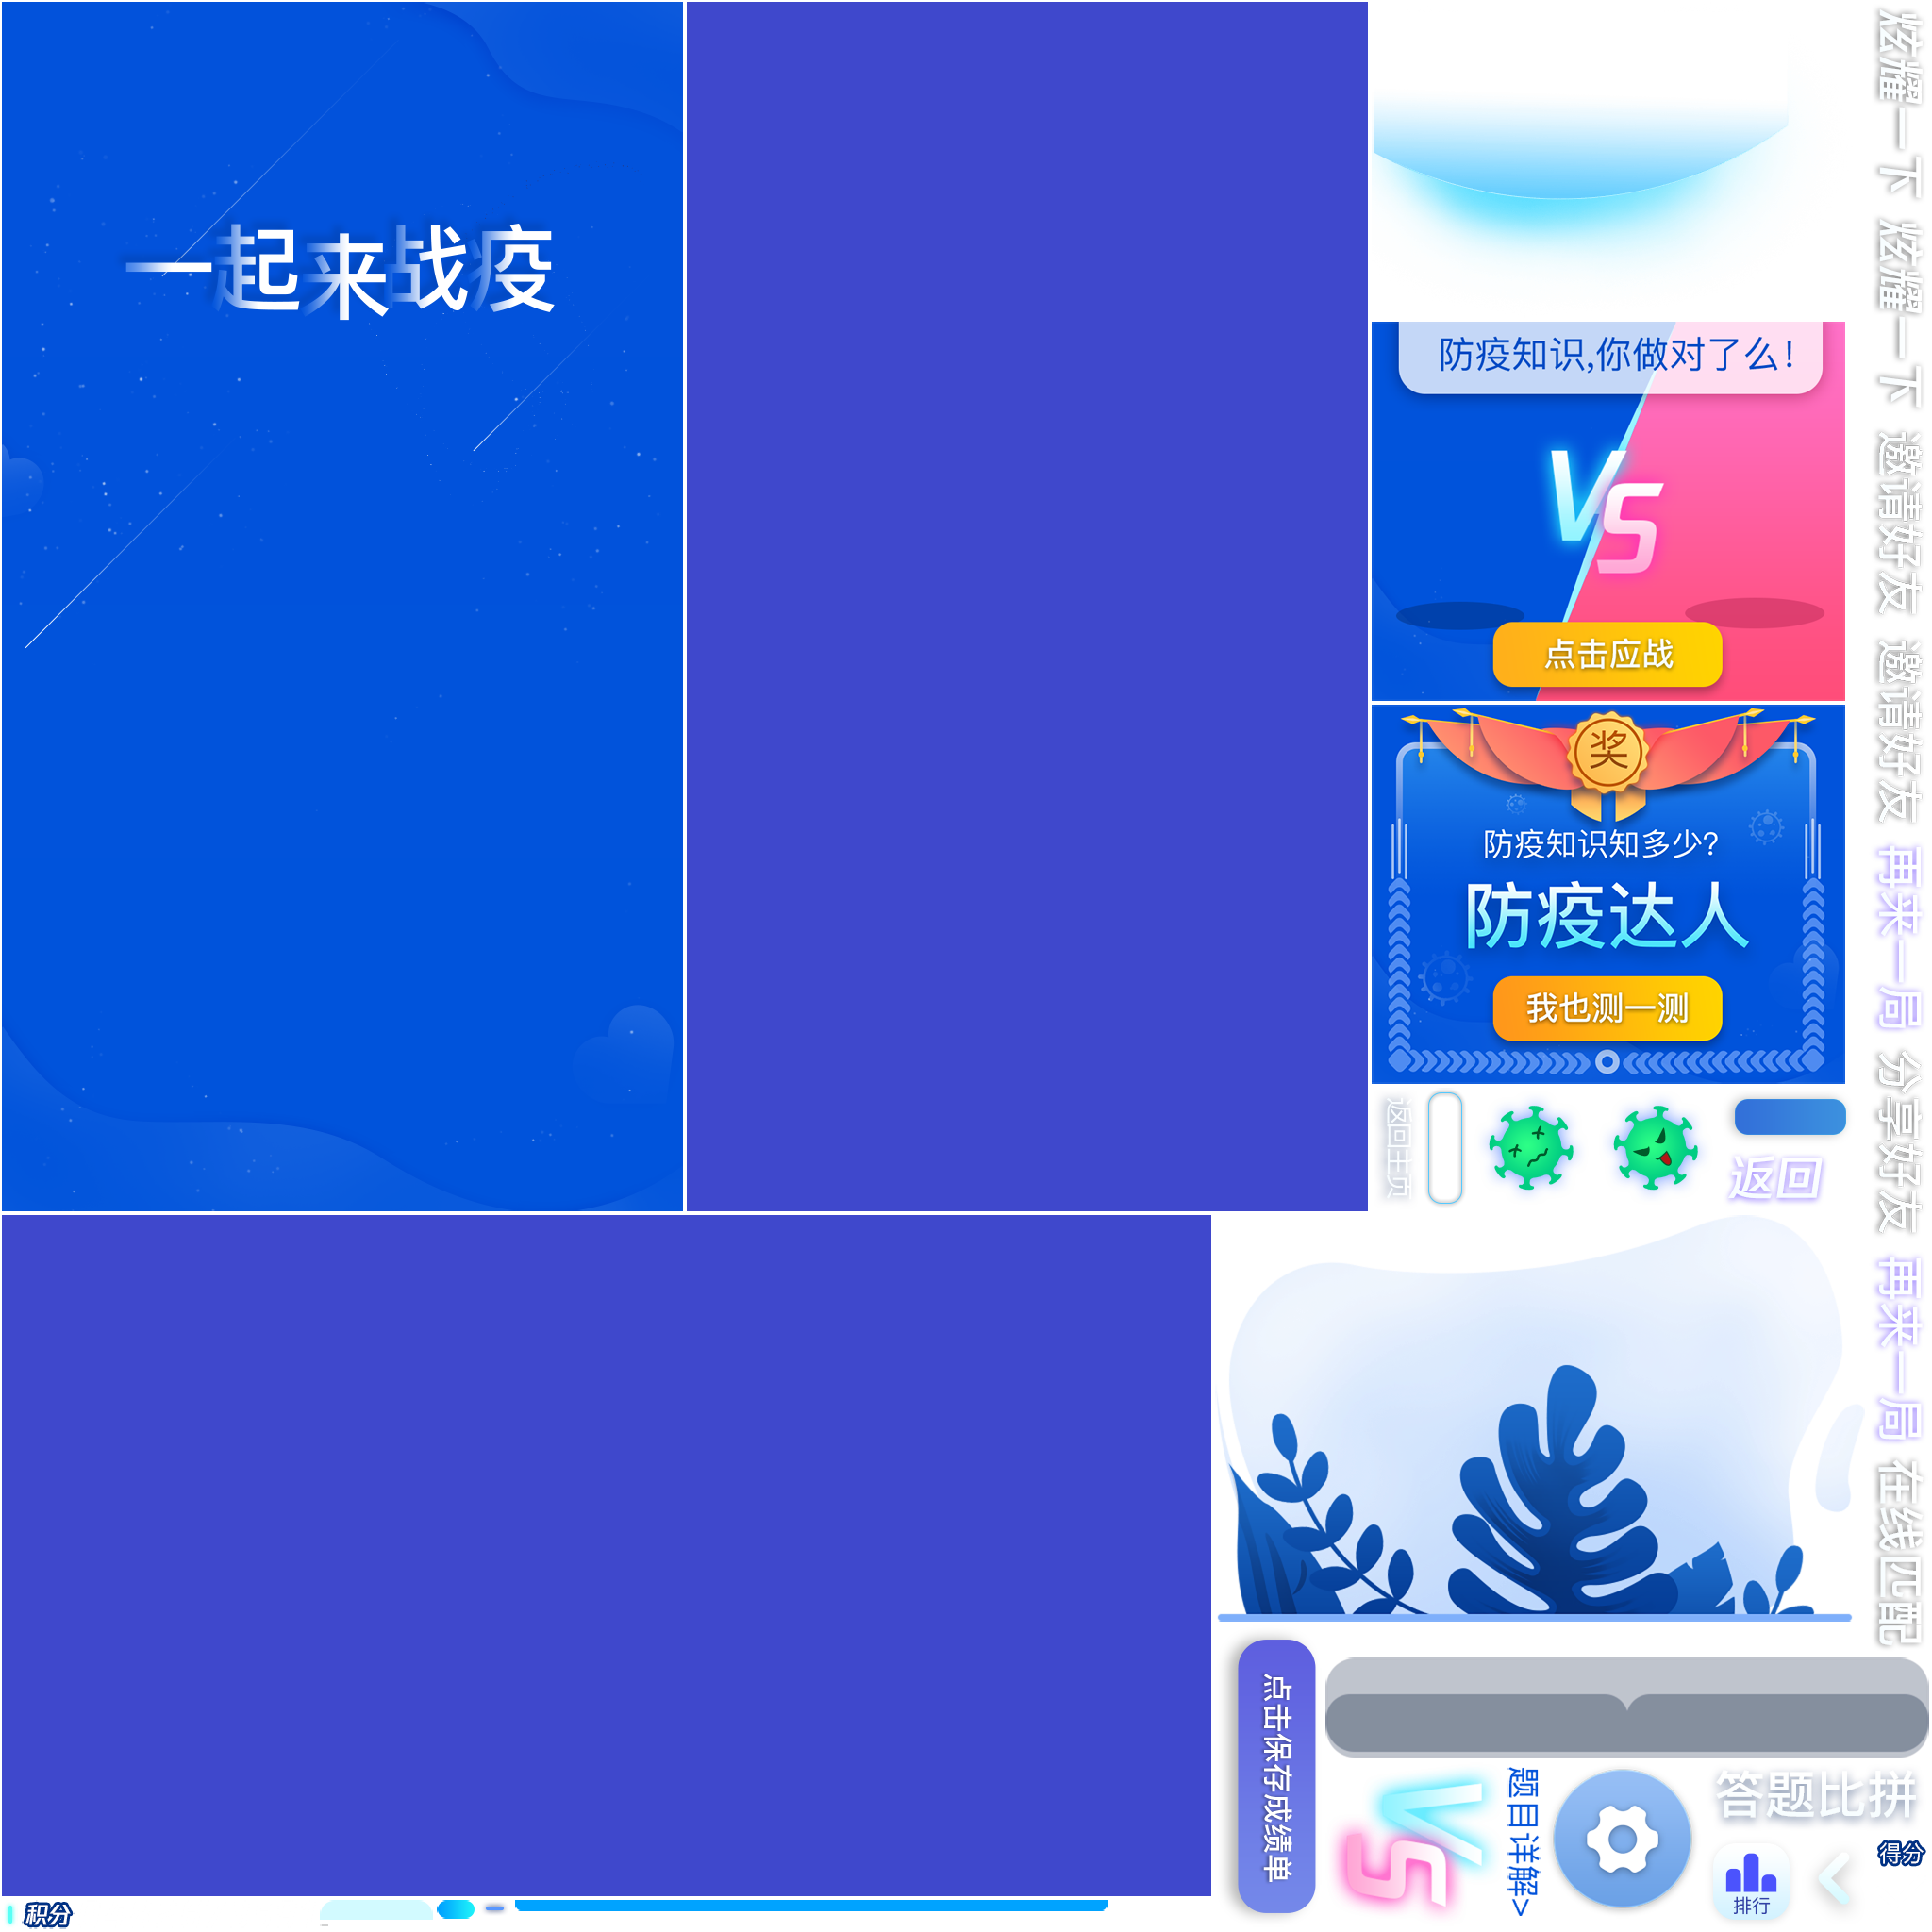 一起来战疫
防疫知识,你做对了么!
VS
点击应战
奖
防疫知识知多少?
防疫达人
我也测一测
返回主页
返回
炫耀一下
炫耀一下
邀请好友
邀请好友
再来一局
分享好友
再来一局
在线匹配
点击保存成绩单
VS
题目详解>
答题比拼
排行
得分
积分